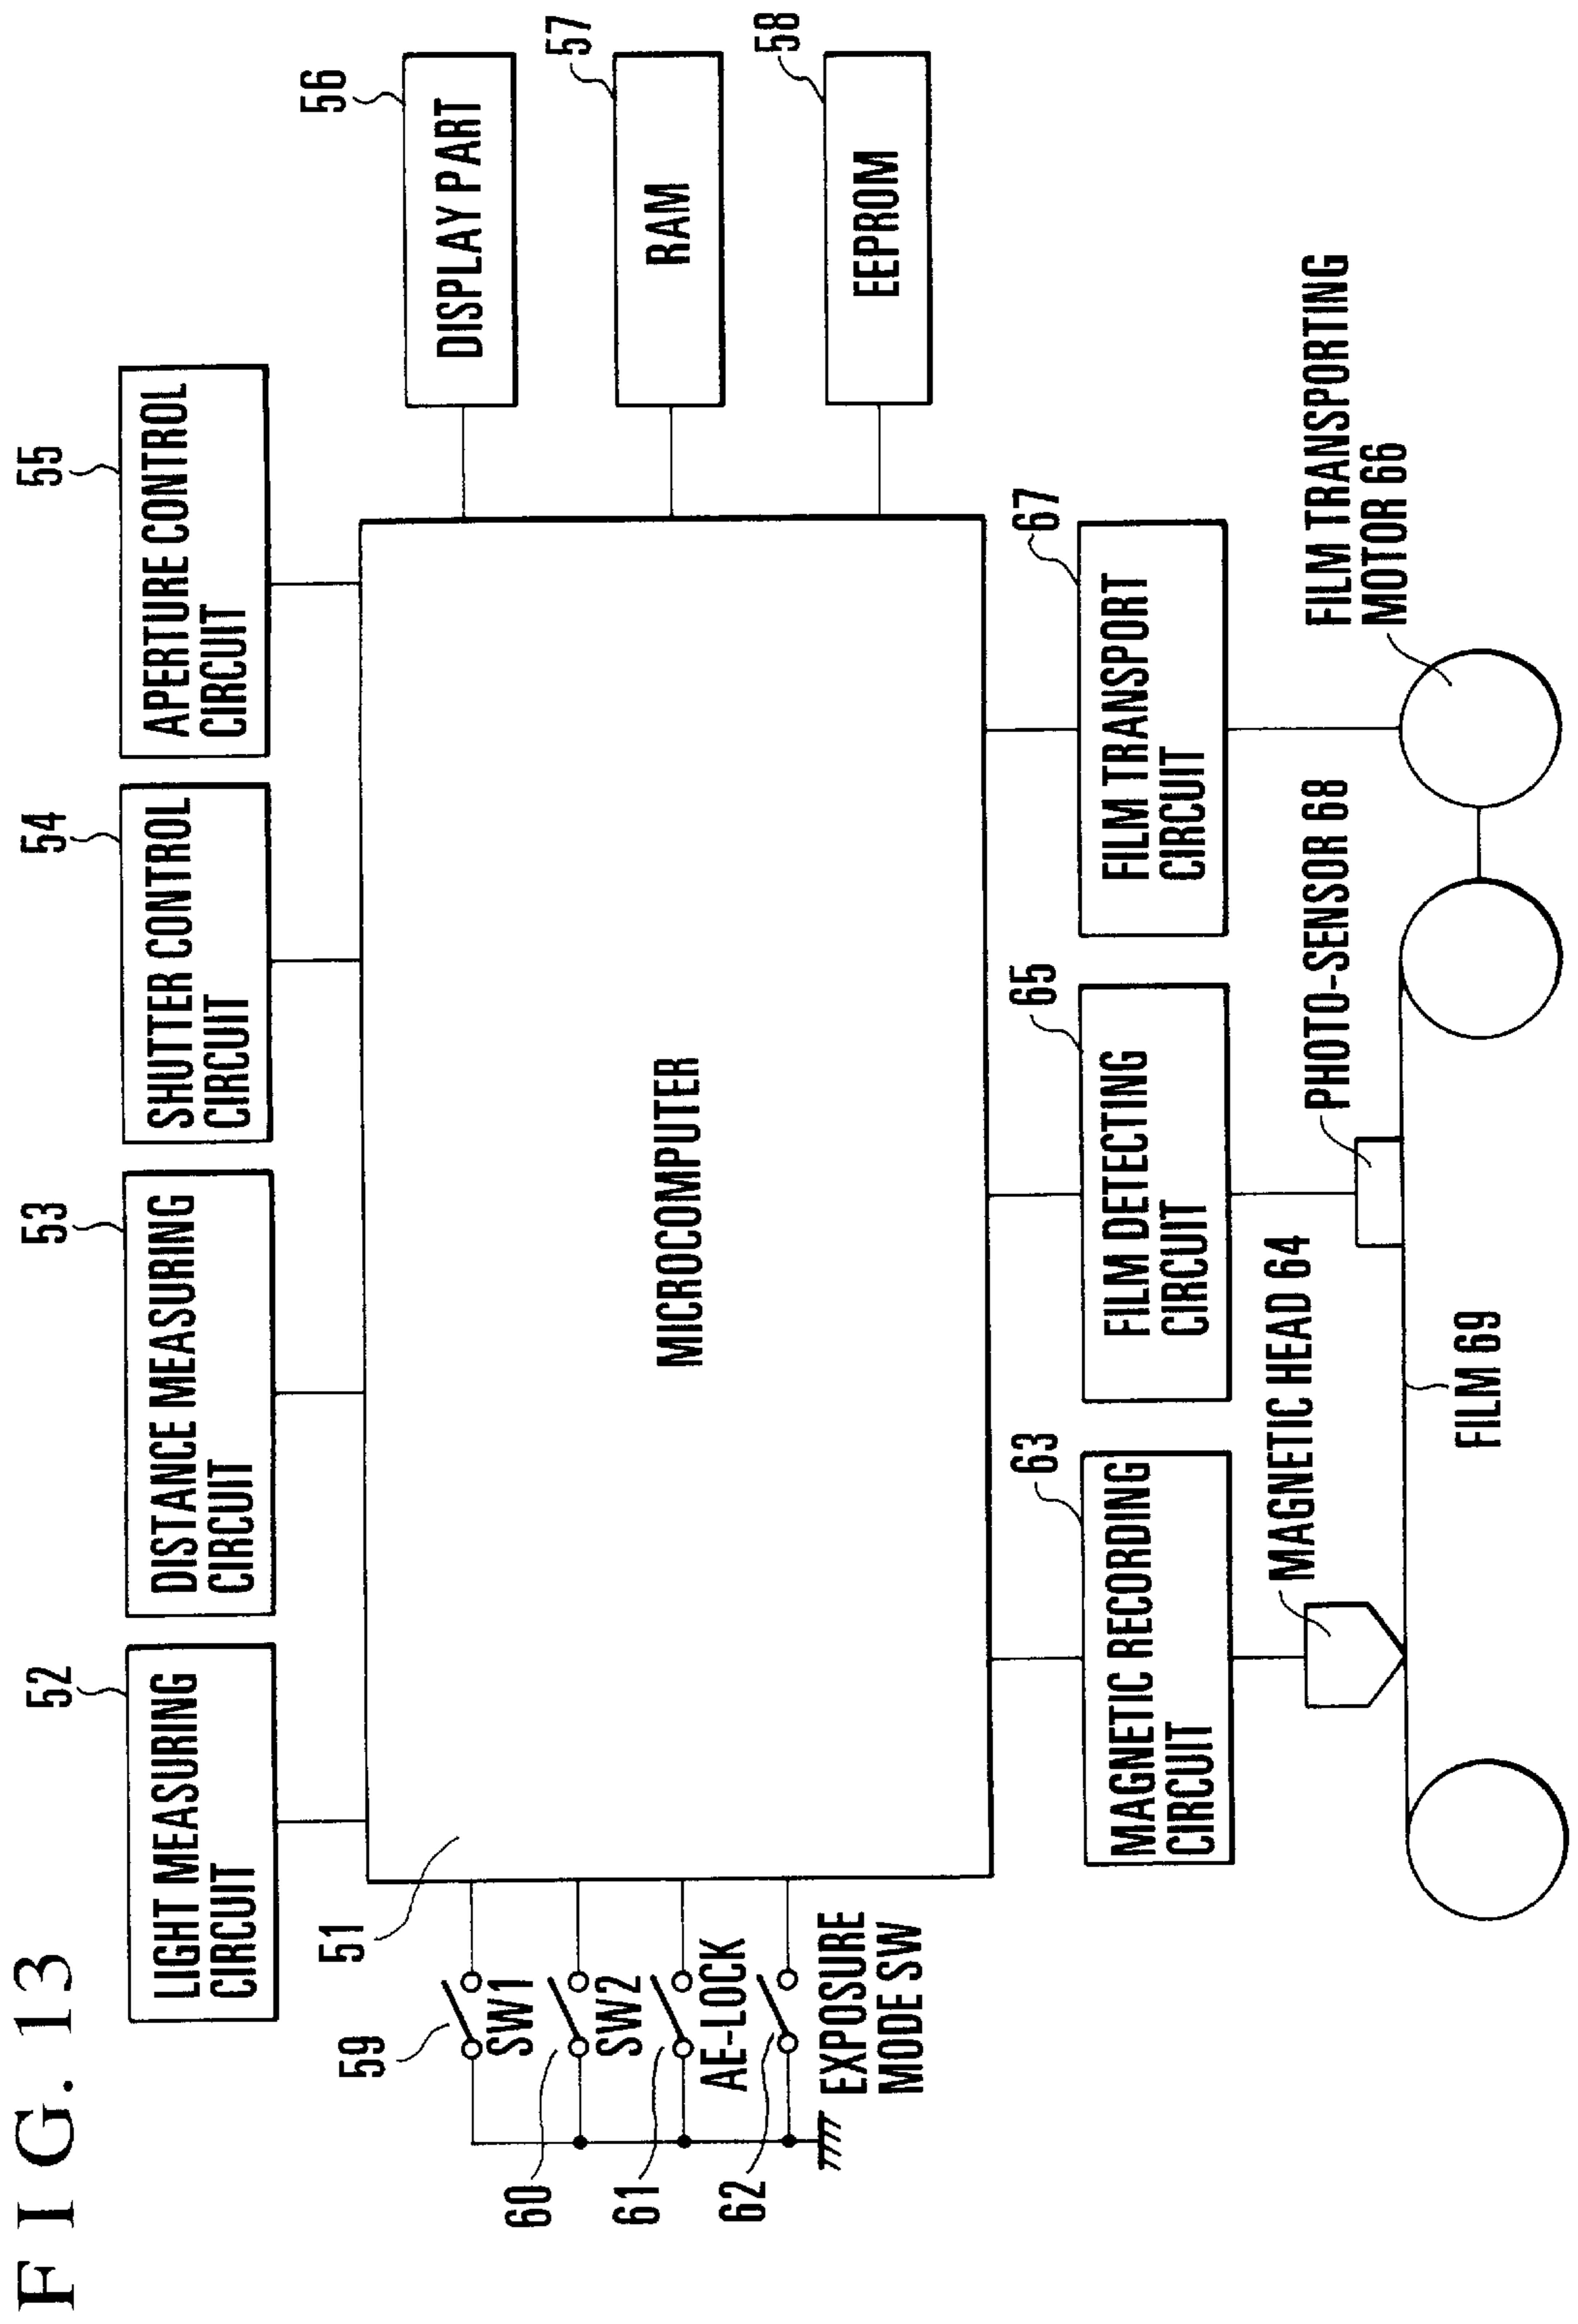 FIG. 13
52
LIGHT MEASURING
CIRCUIT
53
DISTANCE MEASURING
CIRCUIT
54
SHUTTER CONTROL
CIRCUIT
55
APERTURE CONTROL
CIRCUIT
51
MICROCOMPUTER
56
DISPLAY PART
57
RAM
58
EEPROM
59
SW1
60
SW2
61
AE-LOCK
62
EXPOSURE
MODE SW
63
MAGNETIC RECORDING
CIRCUIT
65
FILM DETECTING
CIRCUIT
67
FILM TRANSPORT
CIRCUIT
MAGNETIC HEAD 64
PHOTO-SENSOR 68
FILM TRANSPORTING
MOTOR 66
FILM 69